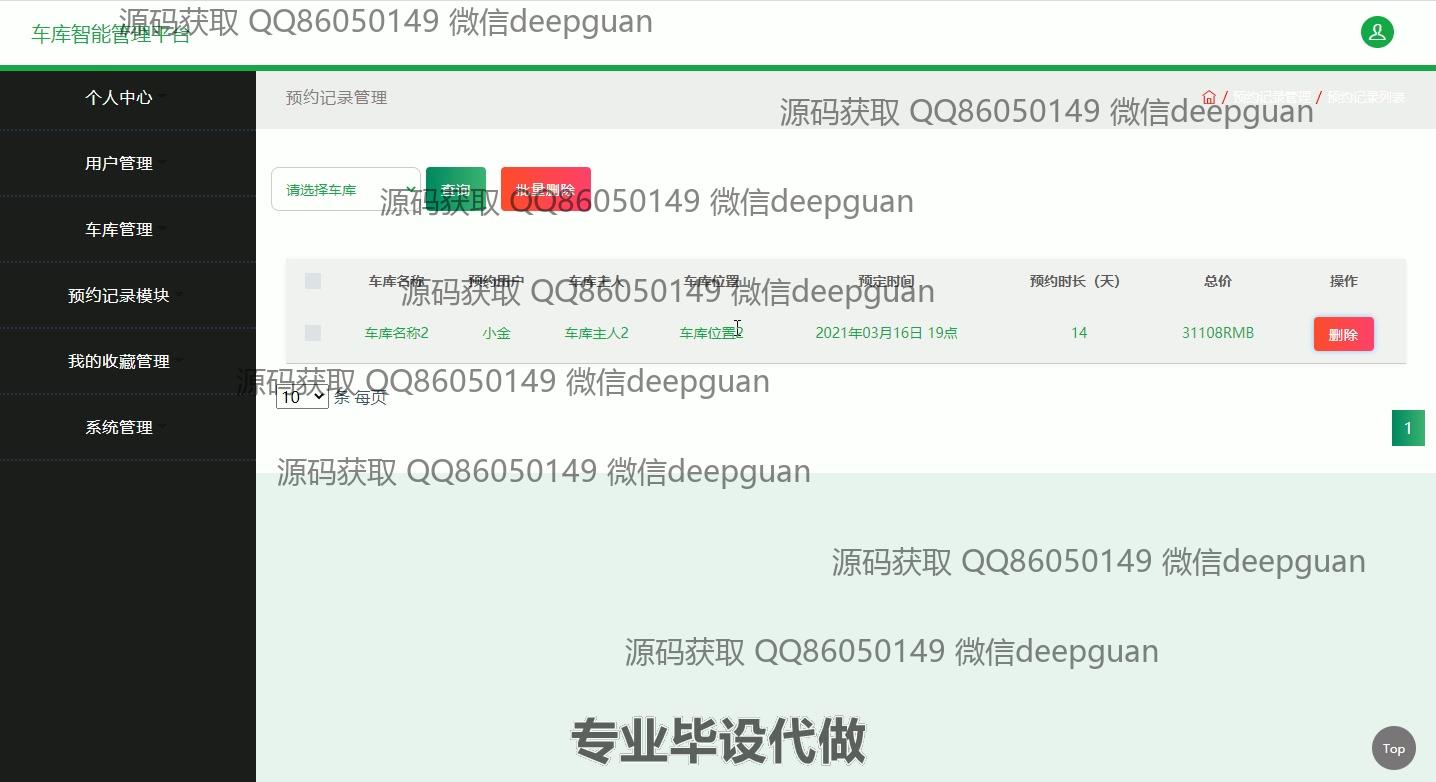 车库智能管理平台
源码获取 QQ86050149 微信deepguan
个人中心
用户管理
车库管理
预约记录模块
我的收藏管理
系统管理
预约记录管理
/ 预约记录管理 / 预约记录列表
源码获取 QQ86050149 微信deepguan
请选择车库 查询 批量删除
源码获取 QQ86050149 微信deepguan
车库名称 预约用户 车库主人 车库位置 预定时间 预约时长（天） 总价 操作
源码获取 QQ86050149 微信deepguan
车库名称2 小金 车库主人2 车库位置2 2021年03月16日 19点 14 31108RMB 删除
源码获取 QQ86050149 微信deepguan
10 条 每页
1
源码获取 QQ86050149 微信deepguan
源码获取 QQ86050149 微信deepguan
源码获取 QQ86050149 微信deepguan
专业毕设代做
Top